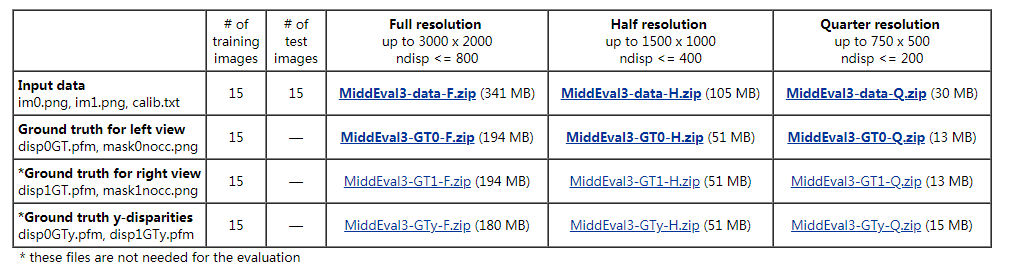 # of training images # of test images Full resolution up to 3000 x 2000 ndisp <= 800 Half resolution up to 1500 x 1000 ndisp <= 400 Quarter resolution up to 750 x 500 ndisp <= 200
Input data
im0.png, im1.png, calib.txt 15 15 MiddEval3-data-F.zip (341 MB) MiddEval3-data-H.zip (105 MB) MiddEval3-data-Q.zip (30 MB)
Ground truth for left view
disp0GT.pfm, mask0nocc.png 15 — MiddEval3-GT0-F.zip (194 MB) MiddEval3-GT0-H.zip (51 MB) MiddEval3-GT0-Q.zip (13 MB)
*Ground truth for right view
disp1GT.pfm, mask1nocc.png 15 — MiddEval3-GT1-F.zip (194 MB) MiddEval3-GT1-H.zip (51 MB) MiddEval3-GT1-Q.zip (13 MB)
*Ground truth y-disparities
disp0GTy.pfm, disp1GTy.pfm 15 — MiddEval3-GTy-F.zip (180 MB) MiddEval3-GTy-H.zip (51 MB) MiddEval3-GTy-Q.zip (15 MB)
* these files are not needed for the evaluation